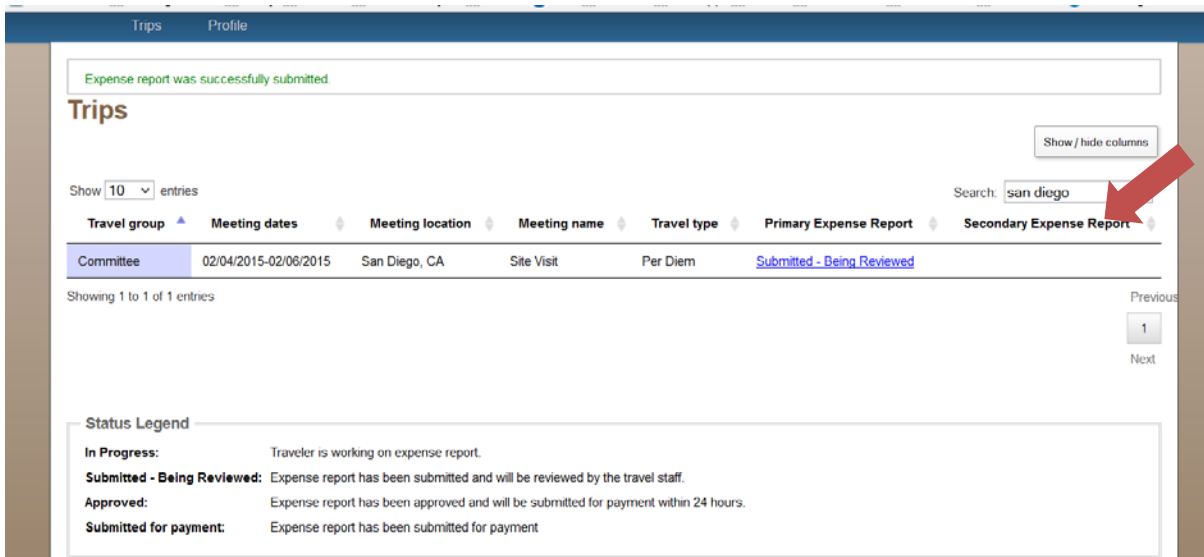 Trips Profile
Expense report was successfully submitted.
Trips
Show / hide columns
Show 10 entries Search: san diego
Travel group Meeting dates Meeting location Meeting name Travel type Primary Expense Report Secondary Expense Report
Committee 02/04/2015-02/06/2015 San Diego, CA Site Visit Per Diem Submitted - Being Reviewed
Showing 1 to 1 of 1 entries
Previous
1
Next
Status Legend
In Progress: Traveler is working on expense report.
Submitted - Being Reviewed: Expense report has been submitted and will be reviewed by the travel staff.
Approved: Expense report has been approved and will be submitted for payment within 24 hours.
Submitted for payment: Expense report has been submitted for payment